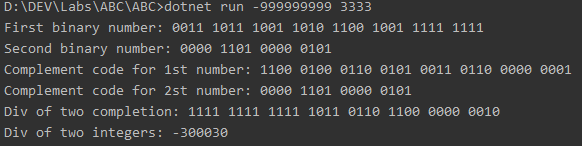 D:\DEV\Labs\ABC\ABC>dotnet run -999999999 3333
First binary number: 0011 1011 1001 1010 1100 1001 1111 1111
Second binary number: 0000 1101 0000 0101
Complement code for 1st number: 1100 0100 0110 0101 0011 0110 0000 0001
Complement code for 2st number: 0000 1101 0000 0101
Div of two completion: 1111 1111 1111 1011 0110 1100 0000 0010
Div of two integers: -300030